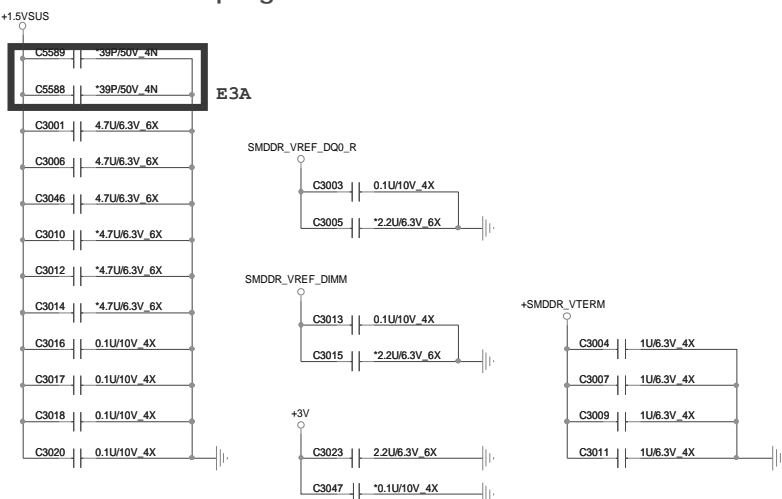 +1.5VSUS
C5589 *39P/50V_4N
C5588 *39P/50V_4N
E3A
C3001 4.7U/6.3V_6X
C3006 4.7U/6.3V_6X
C3046 4.7U/6.3V_6X
C3010 *4.7U/6.3V_6X
C3012 *4.7U/6.3V_6X
C3014 *4.7U/6.3V_6X
C3016 0.1U/10V_4X
C3017 0.1U/10V_4X
C3018 0.1U/10V_4X
C3020 0.1U/10V_4X
SMDDR_VREF_DQ0_R
C3003 0.1U/10V_4X
C3005 *2.2U/6.3V_6X
SMDDR_VREF_DIMM
C3013 0.1U/10V_4X
C3015 *2.2U/6.3V_6X
+3V
C3023 2.2U/6.3V_6X
C3047 *0.1U/10V_4X
+SMDDR_VTERM
C3004 1U/6.3V_4X
C3007 1U/6.3V_4X
C3009 1U/6.3V_4X
C3011 1U/6.3V_4X